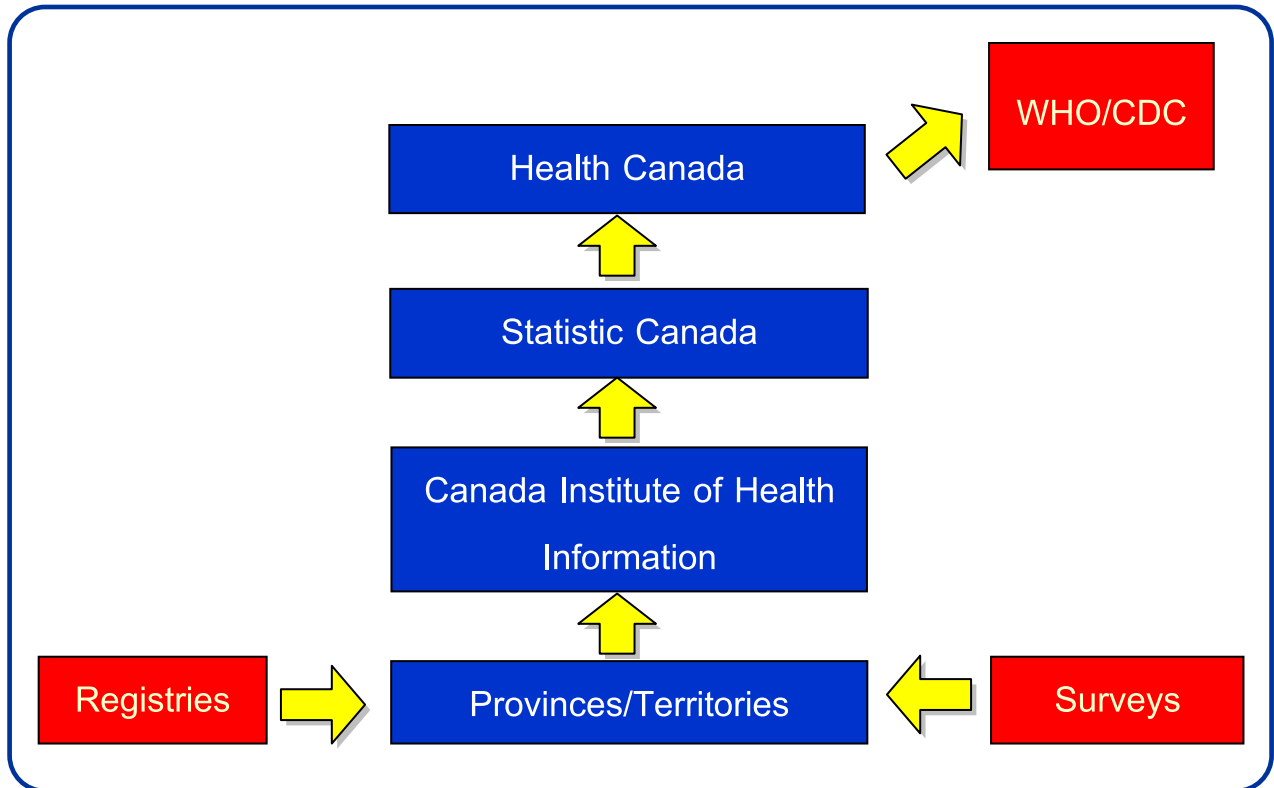 WHO/CDC
Health Canada
Statistic Canada
Canada Institute of Health
Information
Registries
Provinces/Territories
Surveys